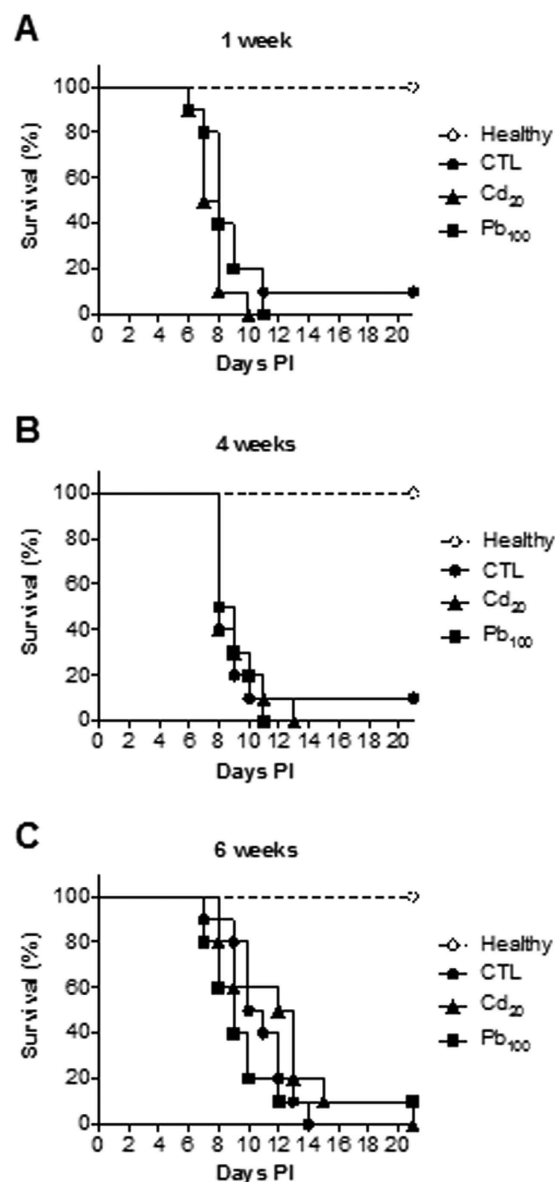 A
1 week
100
80
60
40
20
0
Survival (%)
0 2 4 6 8 10 12 14 16 18 20
Days PI
Healthy
CTL
Cd20
Pb100
B
4 weeks
100
80
60
40
20
0
Survival (%)
0 2 4 6 8 10 12 14 16 18 20
Days PI
Healthy
CTL
Cd20
Pb100
C
6 weeks
100
80
60
40
20
0
Survival (%)
0 2 4 6 8 10 12 14 16 18 20
Days PI
Healthy
CTL
Cd20
Pb100